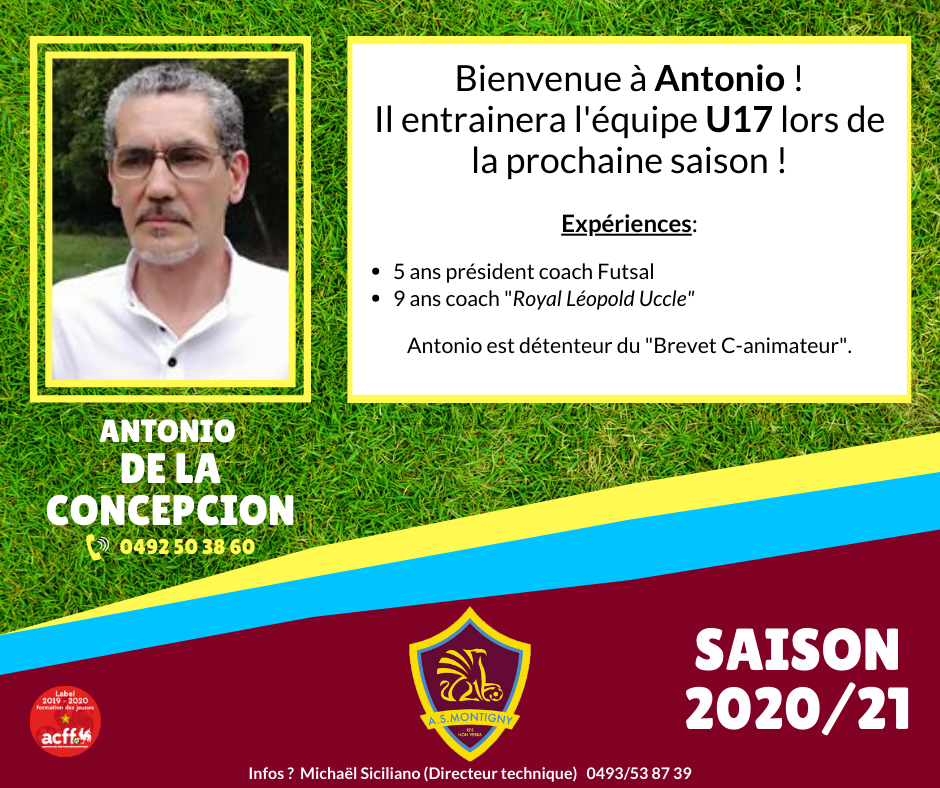 Bienvenue à Antonio !
Il entrainera l'équipe U17 lors de
la prochaine saison !
Expériences:
• 5 ans président coach Futsal
• 9 ans coach "Royal Léopold Uccle"
Antonio est détenteur du "Brevet C-animateur".
ANTONIO
DE LA
CONCEPCION
0492 50 38 60
SAISON
2020/21
Label
2019 - 2020
Formation des jeunes
acff
A.S.MONTIGNY
RES
NON VERBA
Infos ? Michaël Siciliano (Directeur technique) 0493/53 87 39